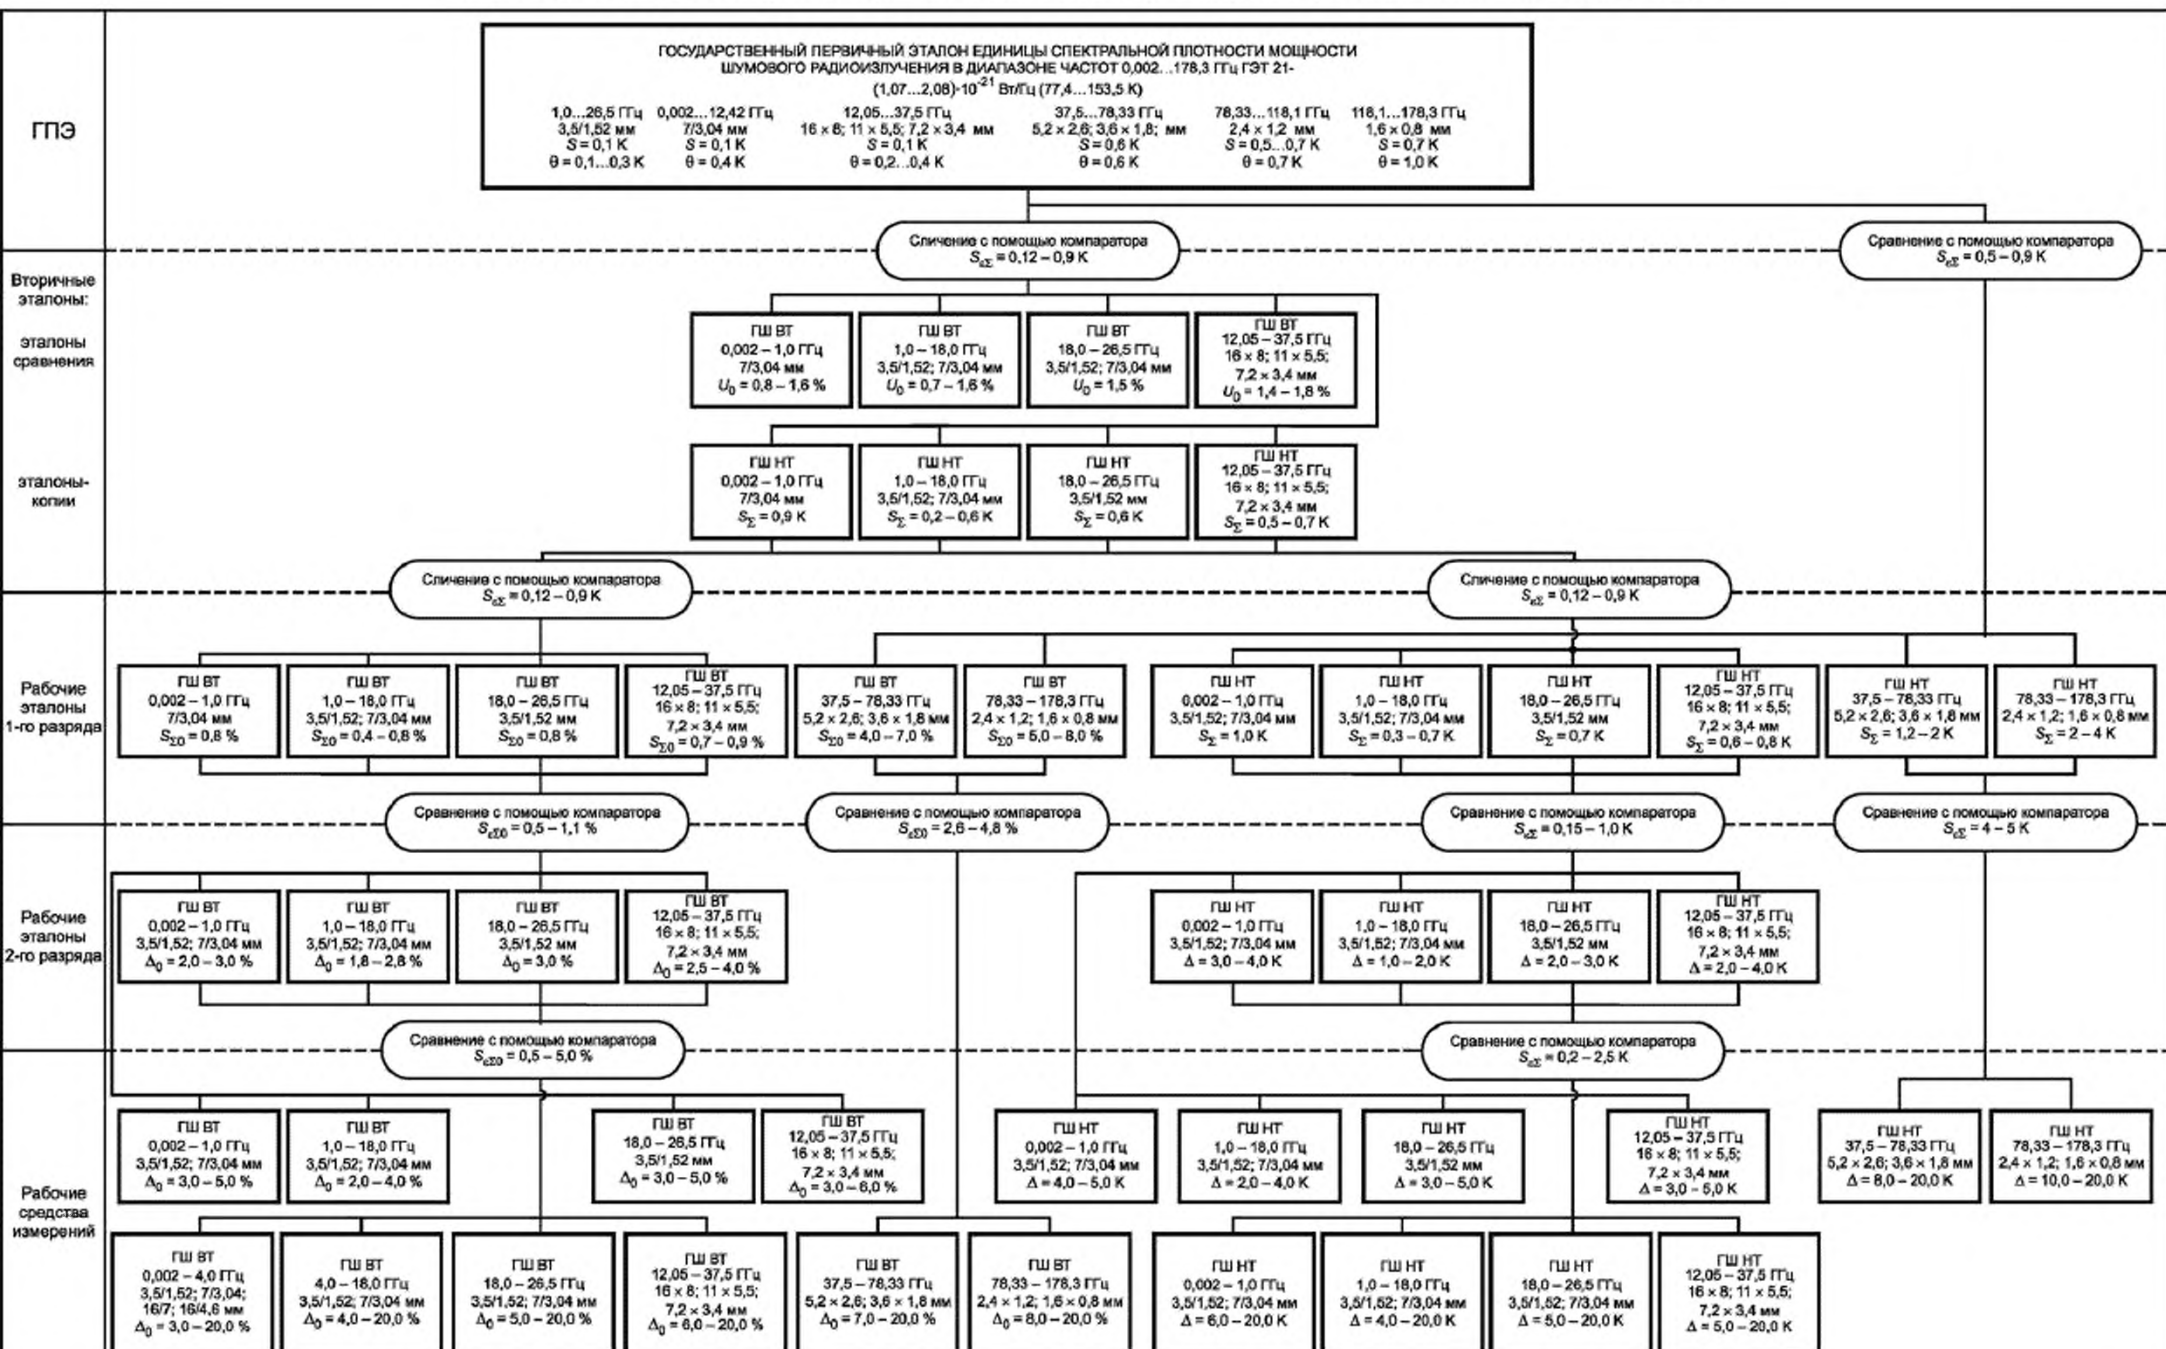 ГПЭ
ГОСУДАРСТВЕННЫЙ ПЕРВИЧНЫЙ ЭТАЛОН ЕДИНИЦЫ СПЕКТРАЛЬНОЙ ПЛОТНОСТИ МОЩНОСТИ
ШУМОВОГО РАДИОИЗЛУЧЕНИЯ В ДИАПАЗОНЕ ЧАСТОТ 0,002...178,3 ГГц ГЭТ 21-
(1,07...2,08)·10⁻²¹ Вт/Гц (77,4...153,5 К)
1,0...26,5 ГГц
3,5/1,52 мм
S = 0,1 К
θ = 0,1...0,3 К
0,002...12,42 ГГц
7/3,04 мм
S = 0,1 К
θ = 0,4 К
12,05...37,5 ГГц
16 × 8; 11 × 5,5; 7,2 × 3,4 мм
S = 0,1 К
θ = 0,2...0,4 К
37,5...78,33 ГГц
5,2 × 2,6; 3,6 × 1,8; мм
S = 0,6 К
θ = 0,6 К
78,33...118,1 ГГц
2,4 × 1,2 мм
S = 0,5...0,7 К
θ = 0,7 К
118,1...178,3 ГГц
1,6 × 0,8 мм
S = 0,7 К
θ = 1,0 К
Сличение с помощью компаратора
SεΣ = 0,12 – 0,9 К
Сравнение с помощью компаратора
SεΣ = 0,5 – 0,9 К
Вторичные
эталоны:
эталоны
сравнения
ГШ ВТ
0,002 – 1,0 ГГц
7/3,04 мм
U0 = 0,8 – 1,6 %
ГШ ВТ
1,0 – 18,0 ГГц
3,5/1,52; 7/3,04 мм
U0 = 0,7 – 1,6 %
ГШ ВТ
18,0 – 26,5 ГГц
3,5/1,52; 7/3,04 мм
U0 = 1,5 %
ГШ ВТ
12,05 – 37,5 ГГц
16 × 8; 11 × 5,5;
7,2 × 3,4 мм
U0 = 1,4 – 1,8 %
эталоны-
копии
ГШ НТ
0,002 – 1,0 ГГц
7/3,04 мм
SΣ = 0,9 К
ГШ НТ
1,0 – 18,0 ГГц
3,5/1,52; 7/3,04 мм
SΣ = 0,2 – 0,6 К
ГШ НТ
18,0 – 26,5 ГГц
3,5/1,52 мм
SΣ = 0,6 К
ГШ НТ
12,05 – 37,5 ГГц
16 × 8; 11 × 5,5;
7,2 × 3,4 мм
SΣ = 0,5 – 0,7 К
Сличение с помощью компаратора
SεΣ = 0,12 – 0,9 К
Сличение с помощью компаратора
SεΣ = 0,12 – 0,9 К
Рабочие
эталоны
1-го разряда
ГШ ВТ
0,002 – 1,0 ГГц
7/3,04 мм
SΣ0 = 0,8 %
ГШ ВТ
1,0 – 18,0 ГГц
3,5/1,52; 7/3,04 мм
SΣ0 = 0,4 – 0,8 %
ГШ ВТ
18,0 – 26,5 ГГц
3,5/1,52 мм
SΣ0 = 0,8 %
ГШ ВТ
12,05 – 37,5 ГГц
16 × 8; 11 × 5,5;
7,2 × 3,4 мм
SΣ0 = 0,7 – 0,9 %
ГШ ВТ
37,5 – 78,33 ГГц
5,2 × 2,6; 3,6 × 1,8 мм
SΣ0 = 4,0 – 7,0 %
ГШ ВТ
78,33 – 178,3 ГГц
2,4 × 1,2; 1,6 × 0,8 мм
SΣ0 = 5,0 – 8,0 %
ГШ НТ
0,002 – 1,0 ГГц
3,5/1,52; 7/3,04 мм
SΣ = 1,0 К
ГШ НТ
1,0 – 18,0 ГГц
3,5/1,52; 7/3,04 мм
SΣ = 0,3 – 0,7 К
ГШ НТ
18,0 – 26,5 ГГц
3,5/1,52 мм
SΣ = 0,7 К
ГШ НТ
12,05 – 37,5 ГГц
16 × 8; 11 × 5,5;
7,2 × 3,4 мм
SΣ = 0,6 – 0,8 К
ГШ НТ
37,5 – 78,33 ГГц
5,2 × 2,6; 3,6 × 1,8 мм
SΣ = 1,2 – 2 К
ГШ НТ
78,33 – 178,3 ГГц
2,4 × 1,2; 1,6 × 0,8 мм
SΣ = 2 – 4 К
Сравнение с помощью компаратора
SεΣ0 = 0,5 – 1,1 %
Сравнение с помощью компаратора
SεΣ0 = 2,6 – 4,8 %
Сравнение с помощью компаратора
SεΣ = 0,15 – 1,0 К
Сравнение с помощью компаратора
SεΣ = 4 – 5 К
Рабочие
эталоны
2-го разряда
ГШ ВТ
0,002 – 1,0 ГГц
3,5/1,52; 7/3,04 мм
Δ0 = 2,0 – 3,0 %
ГШ ВТ
1,0 – 18,0 ГГц
3,5/1,52; 7/3,04 мм
Δ0 = 1,8 – 2,8 %
ГШ ВТ
18,0 – 26,5 ГГц
3,5/1,52 мм
Δ0 = 3,0 %
ГШ ВТ
12,05 – 37,5 ГГц
16 × 8; 11 × 5,5;
7,2 × 3,4 мм
Δ0 = 2,5 – 4,0 %
ГШ НТ
0,002 – 1,0 ГГц
3,5/1,52; 7/3,04 мм
Δ = 3,0 – 4,0 К
ГШ НТ
1,0 – 18,0 ГГц
3,5/1,52; 7/3,04 мм
Δ = 1,0 – 2,0 К
ГШ НТ
18,0 – 26,5 ГГц
3,5/1,52 мм
Δ = 2,0 – 3,0 К
ГШ НТ
12,05 – 37,5 ГГц
16 × 8; 11 × 5,5;
7,2 × 3,4 мм
Δ = 2,0 – 4,0 К
Сравнение с помощью компаратора
SεΣ0 = 0,5 – 5,0 %
Сравнение с помощью компаратора
SεΣ = 0,2 – 2,5 К
Рабочие
средства
измерений
ГШ ВТ
0,002 – 1,0 ГГц
3,5/1,52; 7/3,04 мм
Δ0 = 3,0 – 5,0 %
ГШ ВТ
1,0 – 18,0 ГГц
3,5/1,52; 7/3,04 мм
Δ0 = 2,0 – 4,0 %
ГШ ВТ
18,0 – 26,5 ГГц
3,5/1,52 мм
Δ0 = 3,0 – 5,0 %
ГШ ВТ
12,05 – 37,5 ГГц
16 × 8; 11 × 5,5;
7,2 × 3,4 мм
Δ0 = 3,0 – 6,0 %
ГШ НТ
0,002 – 1,0 ГГц
3,5/1,52; 7/3,04 мм
Δ = 4,0 – 5,0 К
ГШ НТ
1,0 – 18,0 ГГц
3,5/1,52; 7/3,04 мм
Δ = 2,0 – 4,0 К
ГШ НТ
18,0 – 26,5 ГГц
3,5/1,52 мм
Δ = 3,0 – 5,0 К
ГШ НТ
12,05 – 37,5 ГГц
16 × 8; 11 × 5,5;
7,2 × 3,4 мм
Δ = 3,0 – 5,0 К
ГШ НТ
37,5 – 78,33 ГГц
5,2 × 2,6; 3,6 × 1,8 мм
Δ = 8,0 – 20,0 К
ГШ НТ
78,33 – 178,3 ГГц
2,4 × 1,2; 1,6 × 0,8 мм
Δ = 10,0 – 20,0 К
ГШ ВТ
0,002 – 4,0 ГГц
3,5/1,52; 7/3,04;
16/7; 16/4,6 мм
Δ0 = 3,0 – 20,0 %
ГШ ВТ
4,0 – 18,0 ГГц
3,5/1,52; 7/3,04 мм
Δ0 = 4,0 – 20,0 %
ГШ ВТ
18,0 – 26,5 ГГц
3,5/1,52; 7/3,04 мм
Δ0 = 5,0 – 20,0 %
ГШ ВТ
12,05 – 37,5 ГГц
16 × 8; 11 × 5,5;
7,2 × 3,4 мм
Δ0 = 6,0 – 20,0 %
ГШ ВТ
37,5 – 78,33 ГГц
5,2 × 2,6; 3,6 × 1,8 мм
Δ0 = 7,0 – 20,0 %
ГШ ВТ
78,33 – 178,3 ГГц
2,4 × 1,2; 1,6 × 0,8 мм
Δ0 = 8,0 – 20,0 %
ГШ НТ
0,002 – 1,0 ГГц
3,5/1,52; 7/3,04 мм
Δ = 6,0 – 20,0 К
ГШ НТ
1,0 – 18,0 ГГц
3,5/1,52; 7/3,04 мм
Δ = 4,0 – 20,0 К
ГШ НТ
18,0 – 26,5 ГГц
3,5/1,52; 7/3,04 мм
Δ = 5,0 – 20,0 К
ГШ НТ
12,05 – 37,5 ГГц
16 × 8; 11 × 5,5;
7,2 × 3,4 мм
Δ = 5,0 – 20,0 К